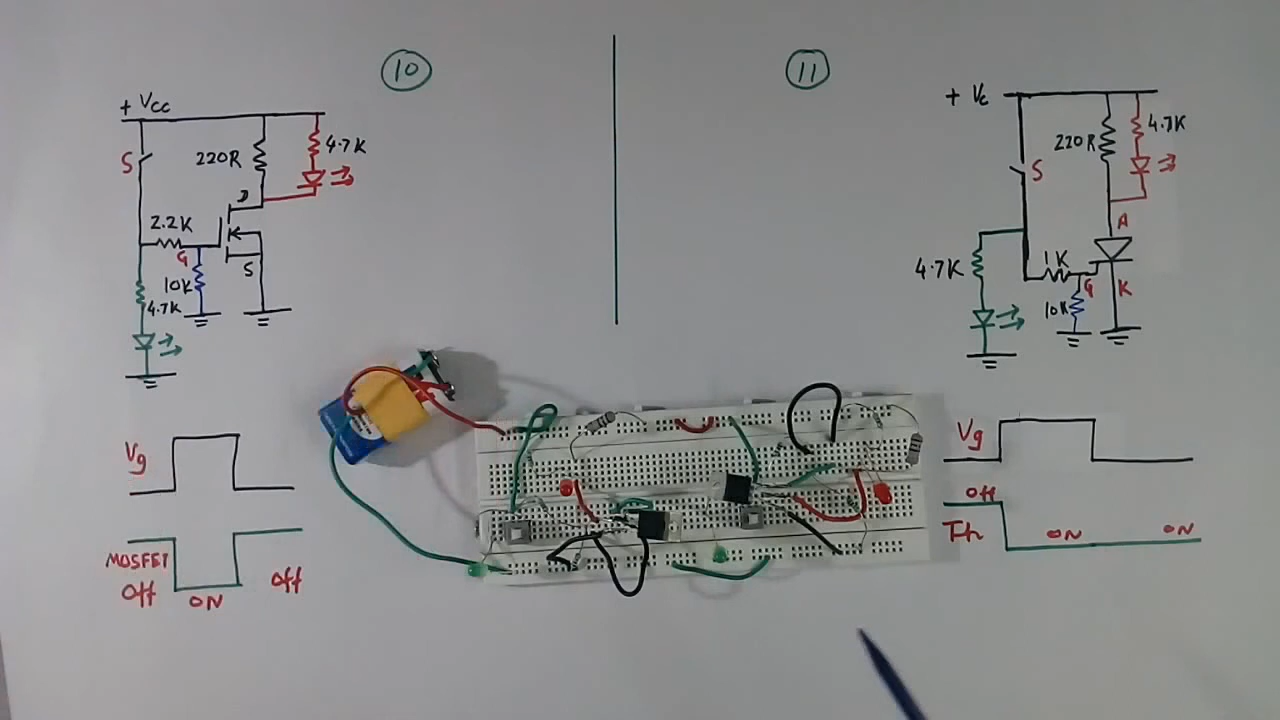 10
+ Vcc
S
220R
4.7K
D
2.2K
G
10K
S
4.7K
Vg
MOSFET
Off
ON
Off
11
+ Vc
S
220R
4.7K
A
4.7K
1K
G
K
10K
Vg
Off
Th
ON
ON